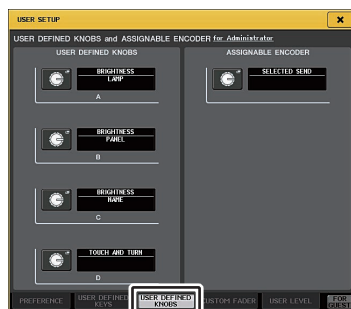 USER SETUP
USER DEFINED KNOBS and ASSIGNABLE ENCODER for Administrator
USER DEFINED KNOBS
BRIGHTNESS
LAMP
A
BRIGHTNESS
PANEL
B
BRIGHTNESS
NAME
C
TOUCH AND TURN
D
ASSIGNABLE ENCODER
SELECTED SEND
PREFERENCE
USER DEFINED
KEYS
USER DEFINED
KNOBS
CUSTOM FADER
USER LEVEL
FOR
GUEST